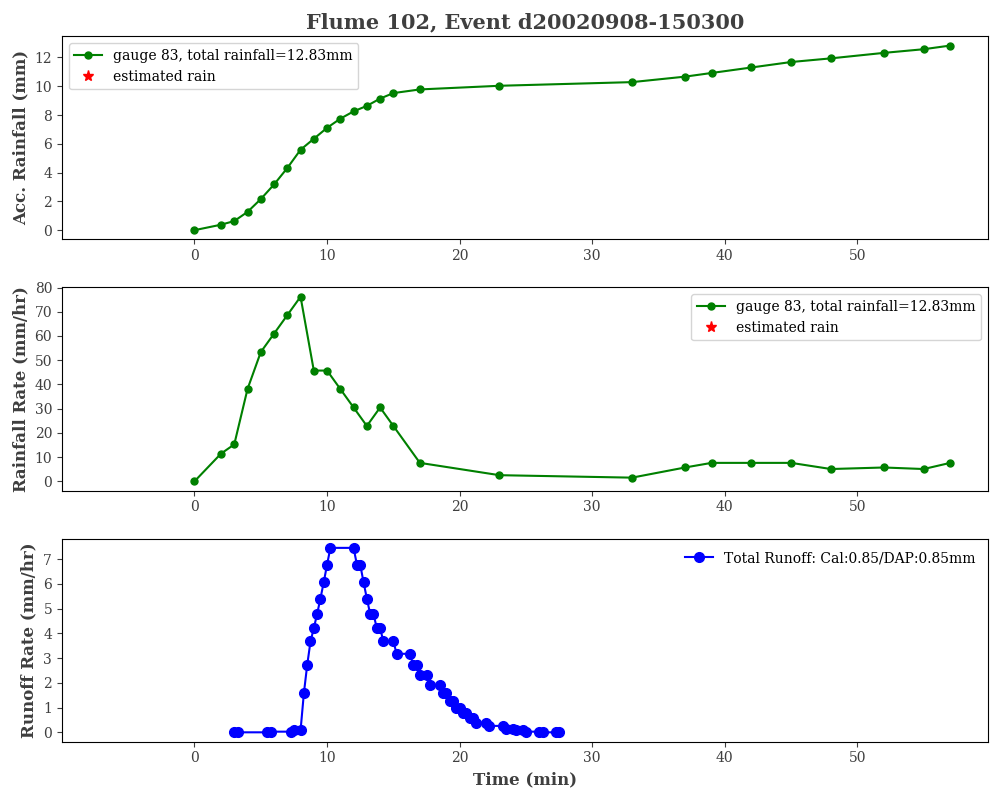 Flume 102, Event d20020908-150300
Acc. Rainfall (mm)
12
10
8
6
4
2
0
gauge 83, total rainfall=12.83mm
estimated rain
0 10 20 30 40 50
Rainfall Rate (mm/hr)
80
70
60
50
40
30
20
10
0
gauge 83, total rainfall=12.83mm
estimated rain
0 10 20 30 40 50
Runoff Rate (mm/hr)
7
6
5
4
3
2
1
0
Total Runoff: Cal:0.85/DAP:0.85mm
0 10 20 30 40 50
Time (min)